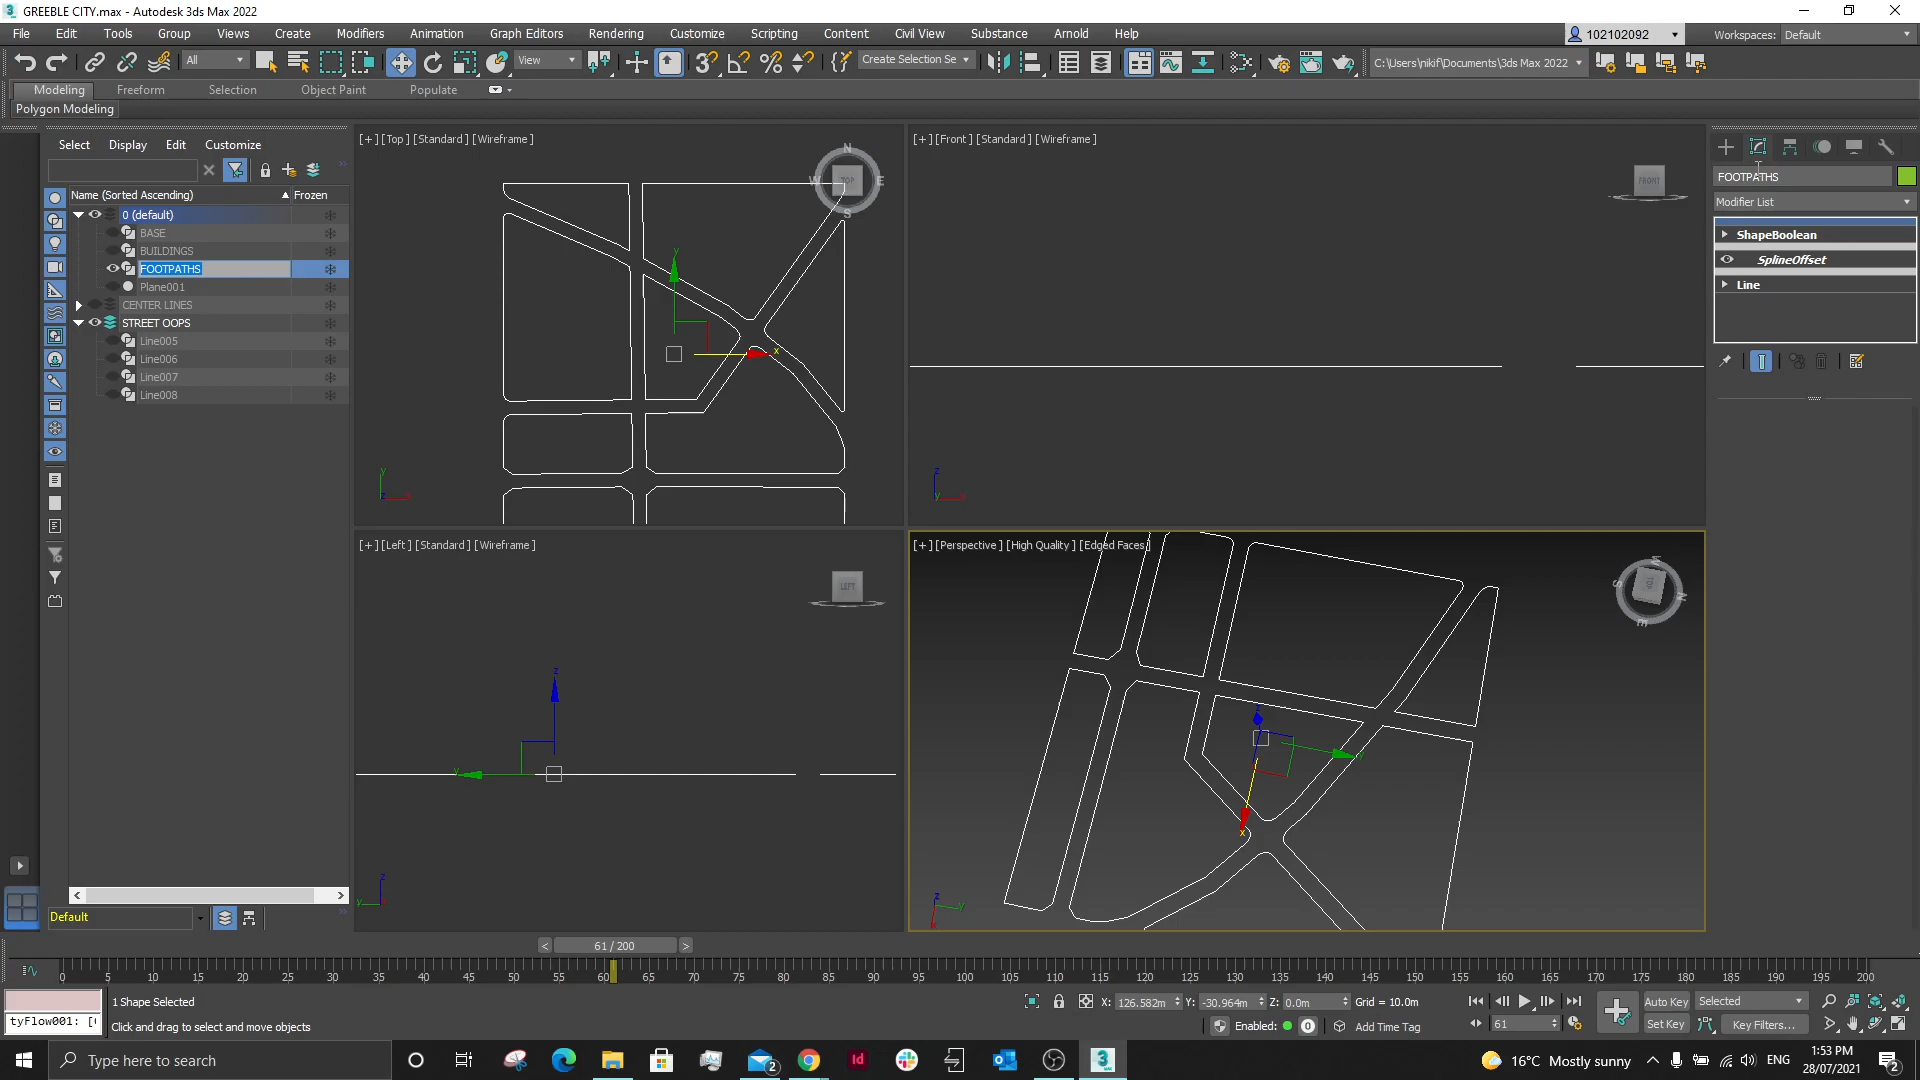 GREEBLE CITY.max - Autodesk 3ds Max 2022
File Edit Tools Group Views Create Modifiers Animation Graph Editors Rendering Customize Scripting Content Civil View Substance Arnold Help
102102092
Workspaces: Default
All
View
Create Selection Se
C:\Users\nikif\Documents\3ds Max 2022
Modeling Freeform Selection Object Paint Populate
Polygon Modeling
Select Display Edit Customize
Name (Sorted Ascending) Frozen
0 (default)
BASE
BUILDINGS
FOOTPATHS
Plane001
CENTER LINES
STREET OOPS
Line005
Line006
Line007
Line008
Default
[+] [Top] [Standard] [Wireframe]
N
W TOP E
S
y
x
y
z
[+] [Front] [Standard] [Wireframe]
FRONT
z
y
[+] [Left] [Standard] [Wireframe]
LEFT
z
y
z
y
[+] [Perspective] [High Quality] [Edged Faces]
W
S TOP N
E
y
x
z
y
FOOTPATHS
Modifier List
ShapeBoolean
SplineOffset
Line
< 61 / 200 >
0 5 10 15 20 25 30 35 40 45 50 55 60 65 70 75 80 85 90 95 100 105 110 115 120 125 130 135 140 145 150 155 160 165 170 175 180 185 190 195 200
1 Shape Selected
X: 126.582m Y: -30.964m Z: 0.0m Grid = 10.0m
Auto Key Selected
tyFlow001: [
Click and drag to select and move objects
Enabled: 0 Add Time Tag
61
Set Key Key Filters...
Type here to search
2
Id
3
16°C Mostly sunny
ENG
1:53 PM
28/07/2021
2